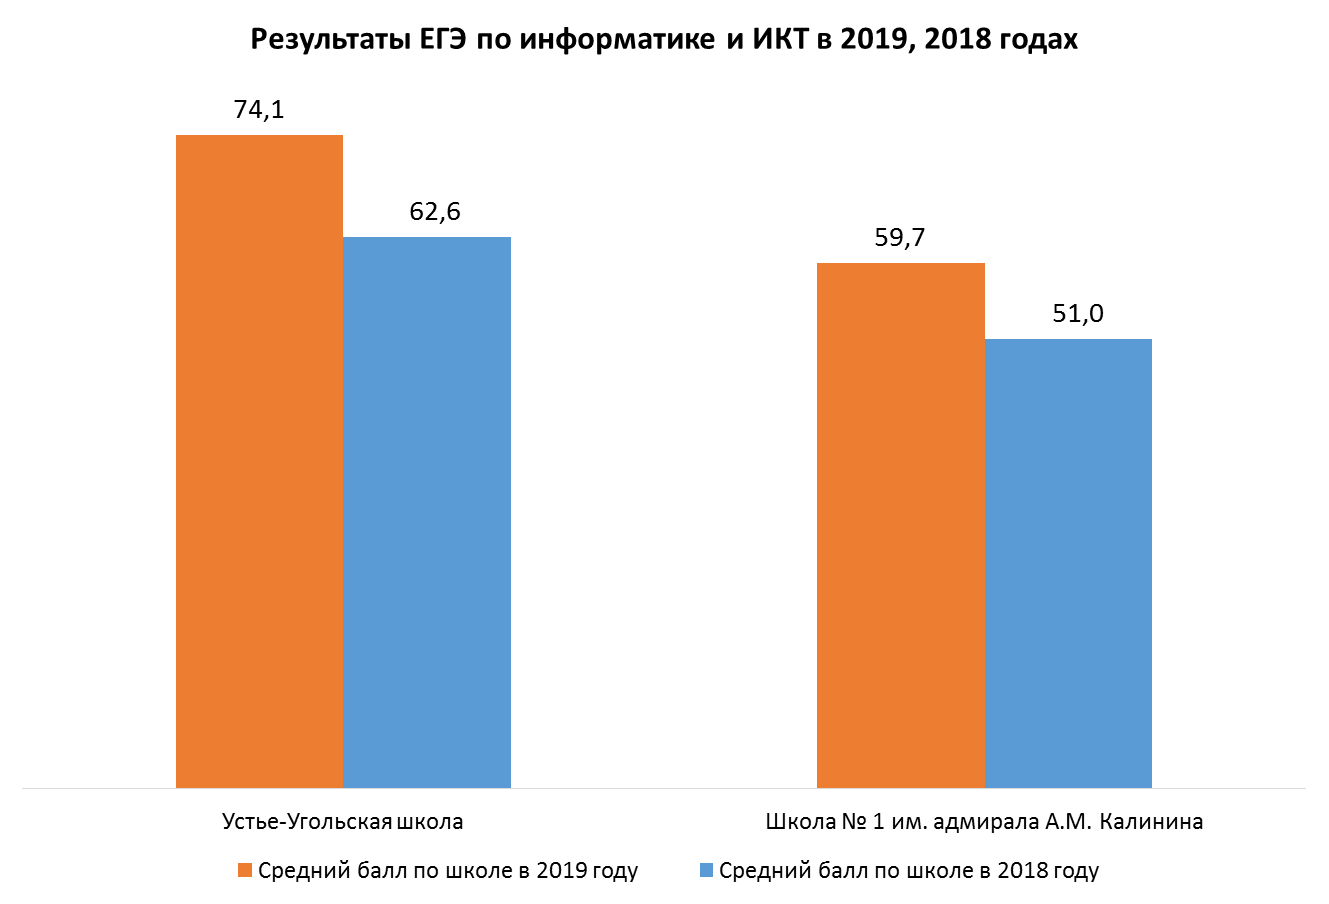 Результаты ЕГЭ по информатике и ИКТ в 2019, 2018 годах
74,1
62,6
59,7
51,0
Устье-Угольская школа
Школа № 1 им. адмирала А.М. Калинина
Средний балл по школе в 2019 году
Средний балл по школе в 2018 году